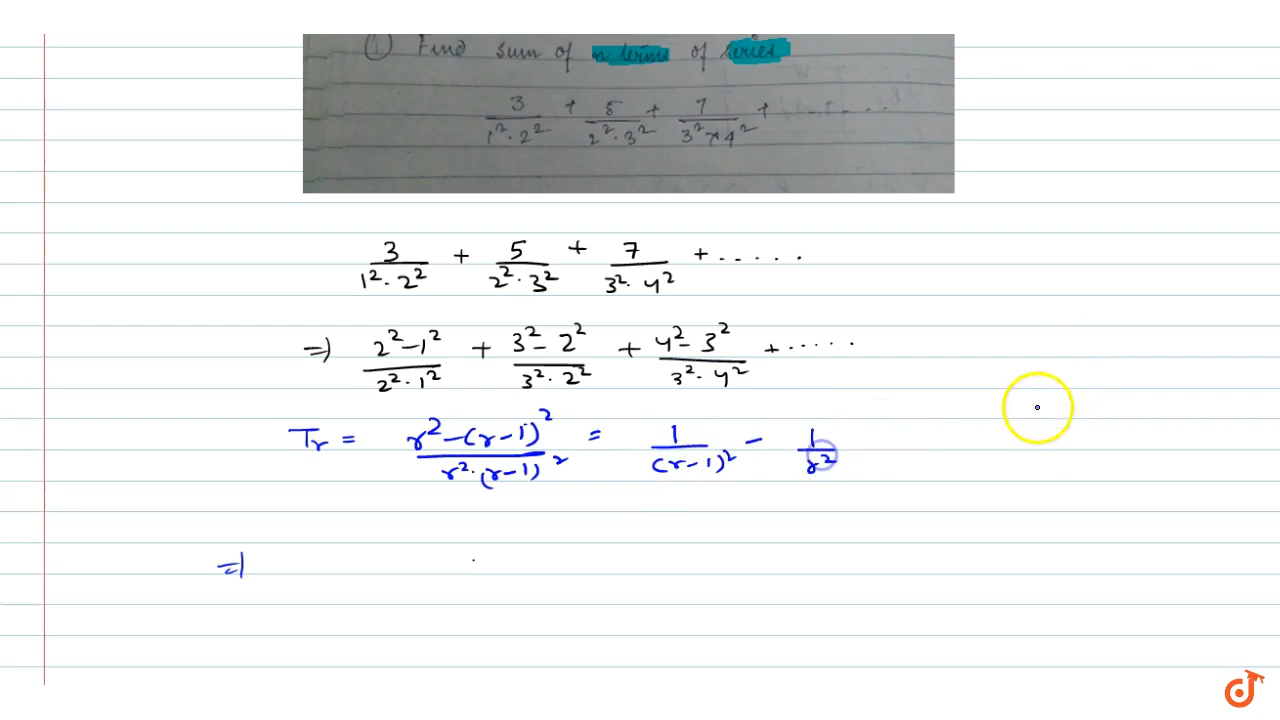 ① Find sum of n terms of series
3/(1²·2²) + 5/(2²·3²) + 7/(3²×4²) + ........
3/(1²·2²) + 5/(2²·3²) + 7/(3²·4²) + .....
⇒ (2²-1²)/(2²·1²) + (3²-2²)/(3²·2²) + (4²-3²)/(3²·4²) + .....
Tr = (r²-(r-1)²)/(r²·(r-1)²) = 1/(r-1)² - 1/r²
⇒